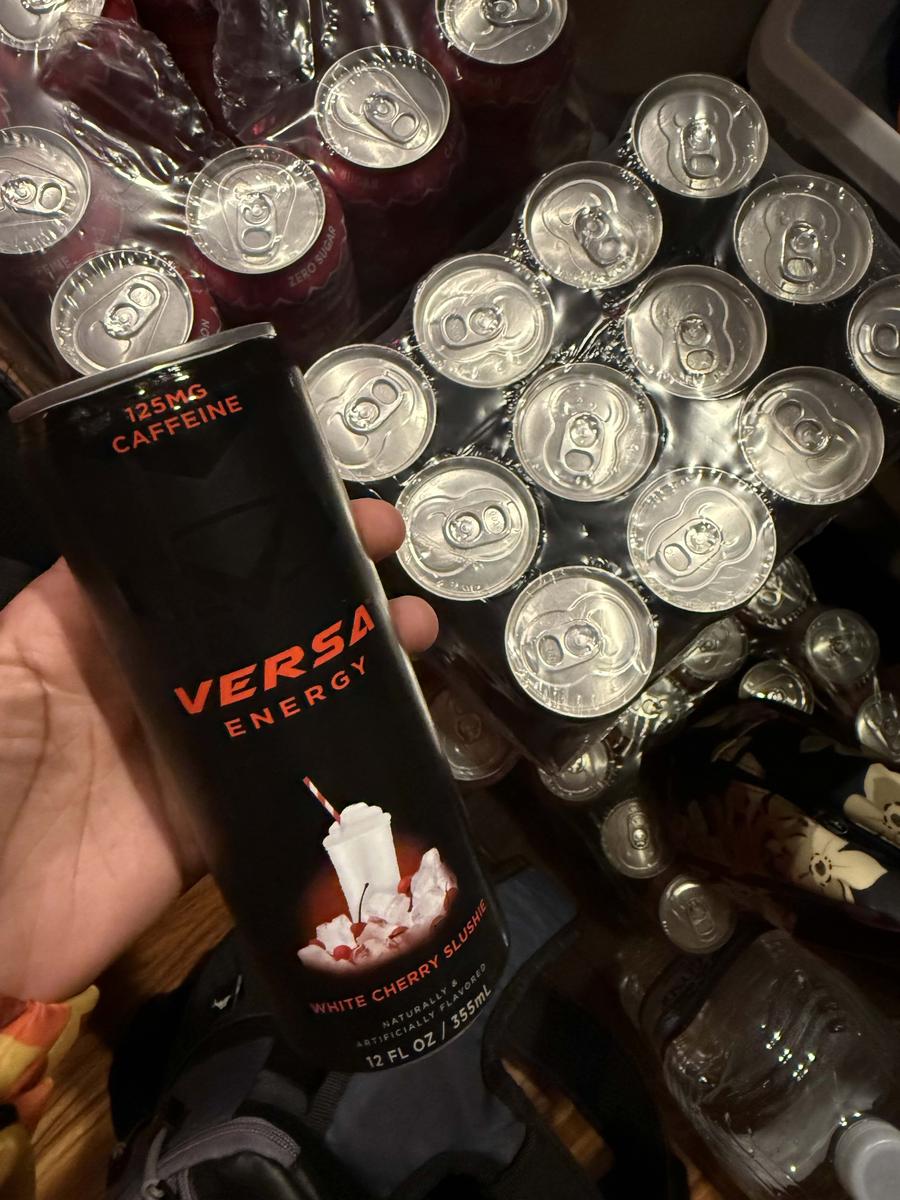 ZERO SUGAR
125MG
CAFFEINE
VERSA
ENERGY
WHITE CHERRY SLUSHIE
NATURALLY &
ARTIFICIALLY FLAVORED
12 FL OZ / 355mL